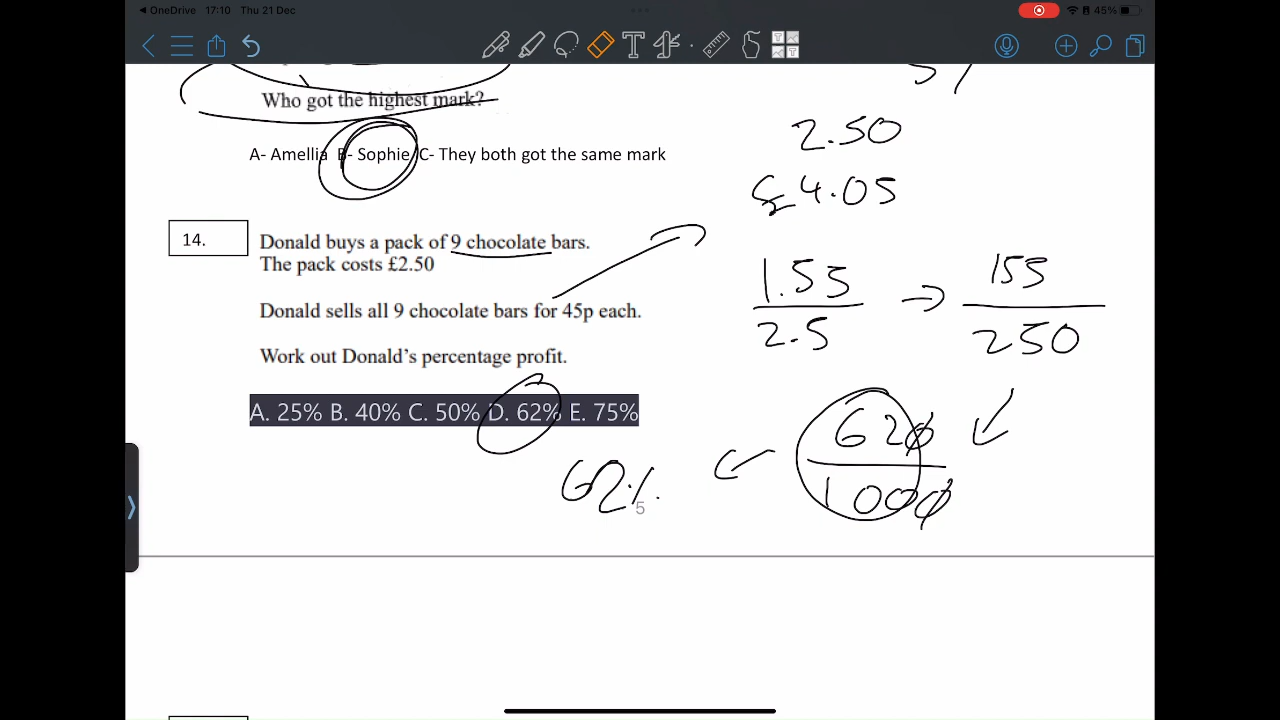 OneDrive 17:10 Thu 21 Dec 45%
Who got the highest mark?
A- Amellia B- Sophie C- They both got the same mark
2.50
£4.05
14.
Donald buys a pack of 9 chocolate bars.
The pack costs £2.50
Donald sells all 9 chocolate bars for 45p each.
Work out Donald's percentage profit.
A. 25% B. 40% C. 50% D. 62% E. 75%
1.55
2.5
155
250
620
1000
62%
5